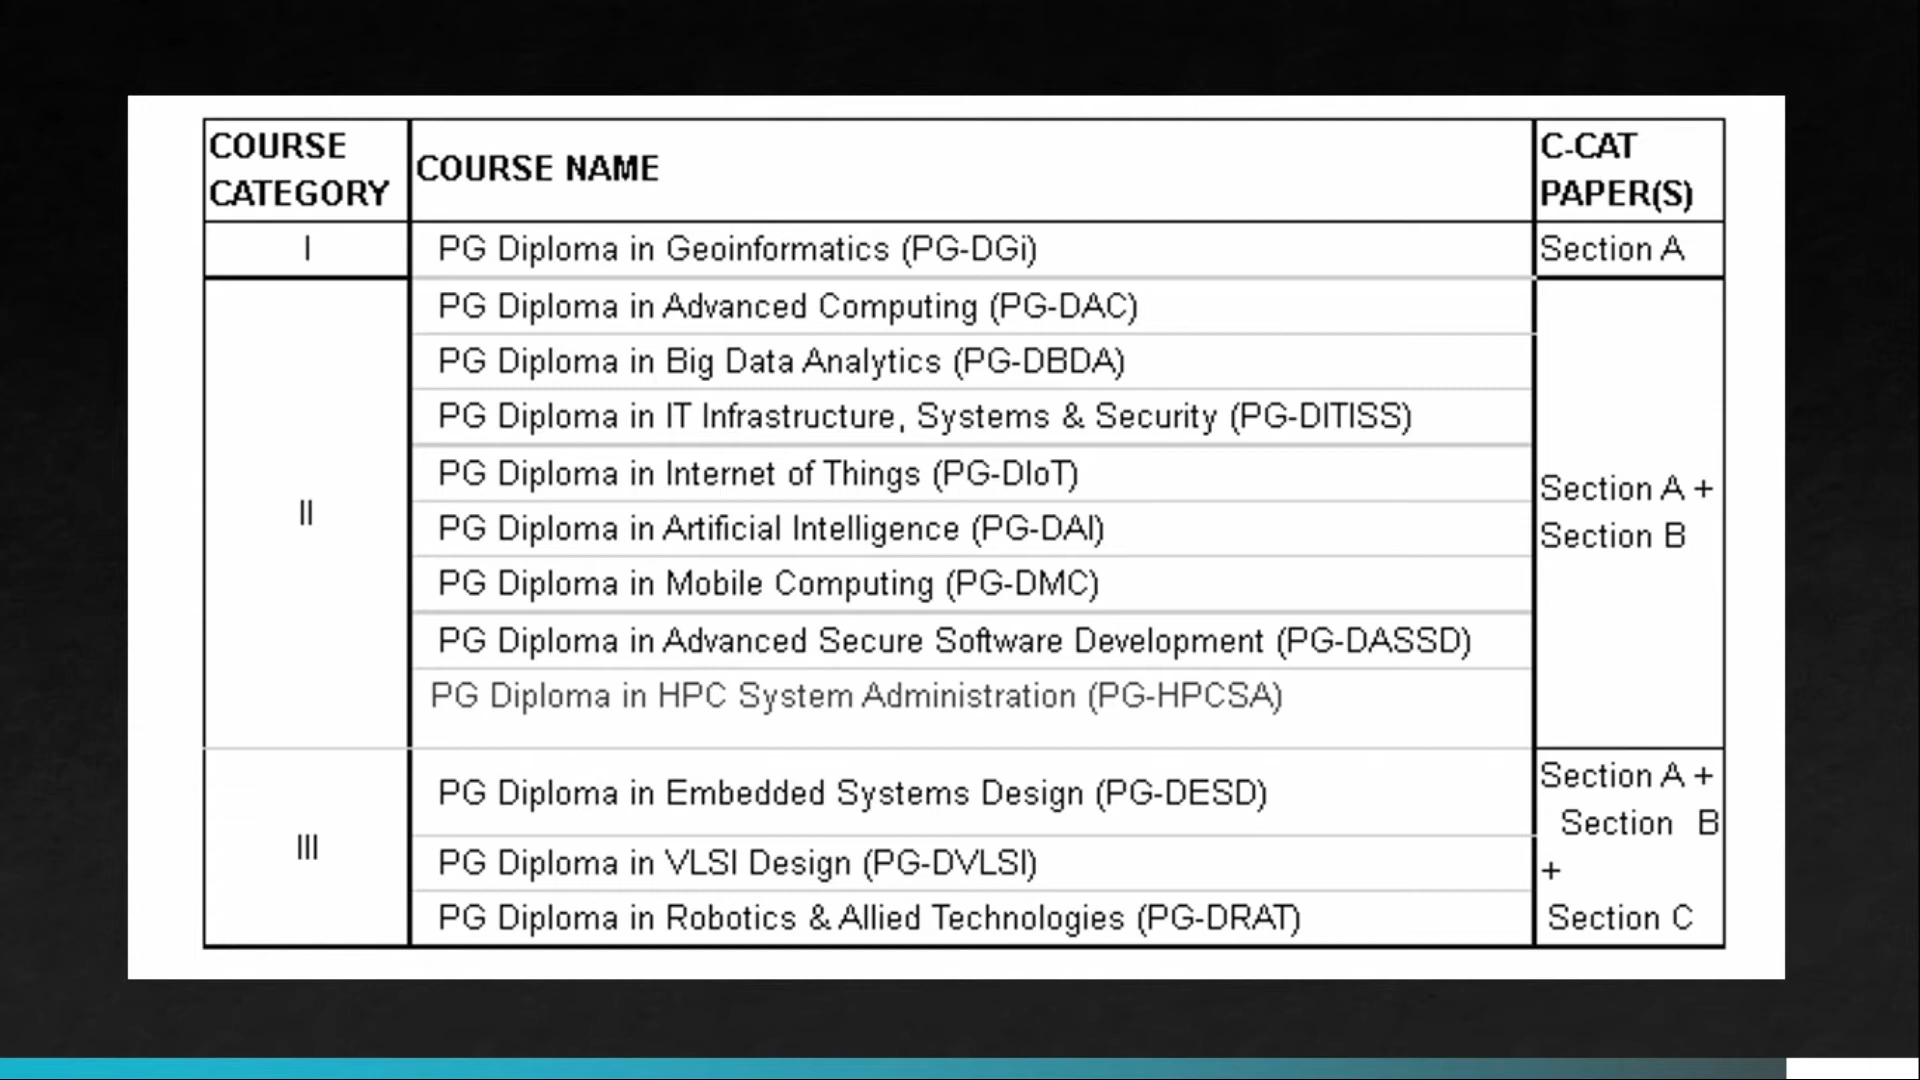 COURSE CATEGORY
COURSE NAME
C-CAT PAPER(S)
I
PG Diploma in Geoinformatics (PG-DGi)
Section A
II
PG Diploma in Advanced Computing (PG-DAC)
PG Diploma in Big Data Analytics (PG-DBDA)
PG Diploma in IT Infrastructure, Systems & Security (PG-DITISS)
PG Diploma in Internet of Things (PG-DIoT)
PG Diploma in Artificial Intelligence (PG-DAI)
PG Diploma in Mobile Computing (PG-DMC)
PG Diploma in Advanced Secure Software Development (PG-DASSD)
PG Diploma in HPC System Administration (PG-HPCSA)
Section A +
Section B
III
PG Diploma in Embedded Systems Design (PG-DESD)
PG Diploma in VLSI Design (PG-DVLSI)
PG Diploma in Robotics & Allied Technologies (PG-DRAT)
Section A +
Section B
+
Section C